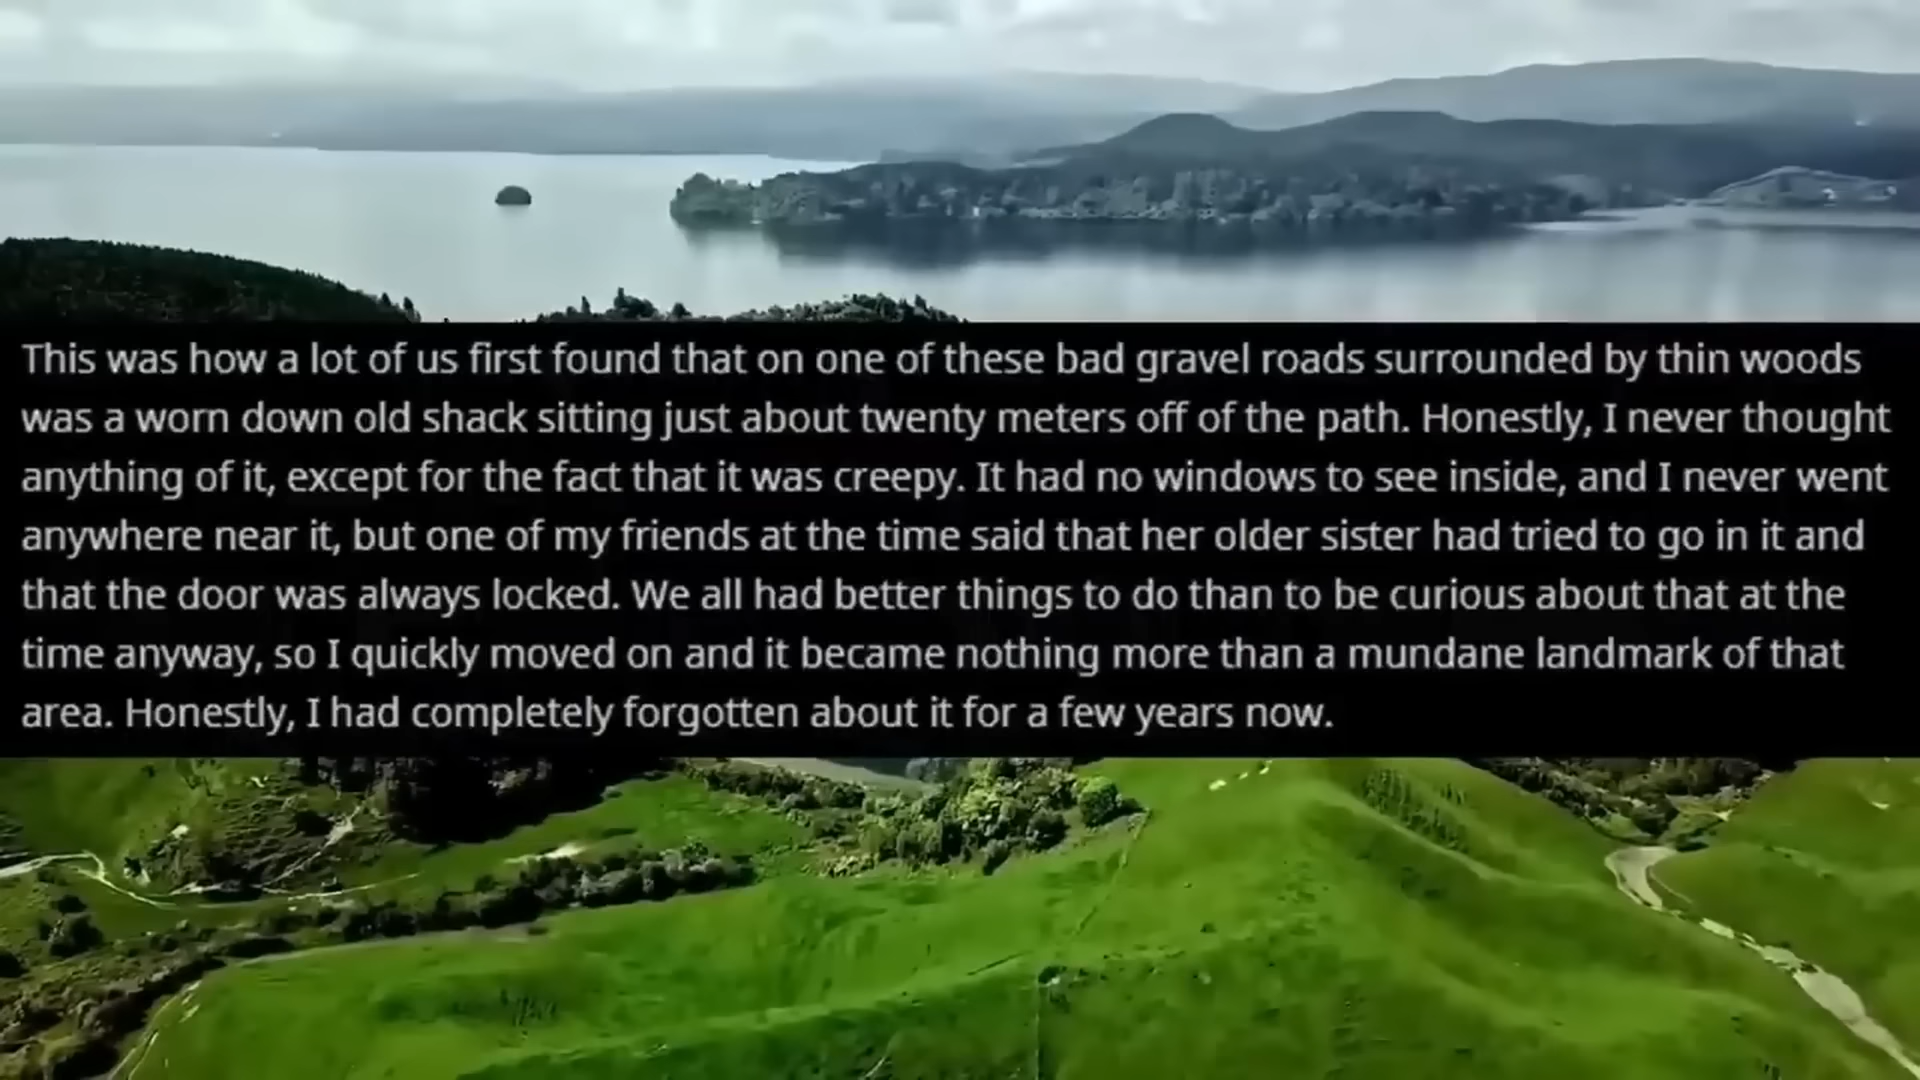 This was how a lot of us first found that on one of these bad gravel roads surrounded by thin woods
was a worn down old shack sitting just about twenty meters off of the path. Honestly, I never thought
anything of it, except for the fact that it was creepy. It had no windows to see inside, and I never went
anywhere near it, but one of my friends at the time said that her older sister had tried to go in it and
that the door was always locked. We all had better things to do than to be curious about that at the
time anyway, so I quickly moved on and it became nothing more than a mundane landmark of that
area. Honestly, I had completely forgotten about it for a few years now.